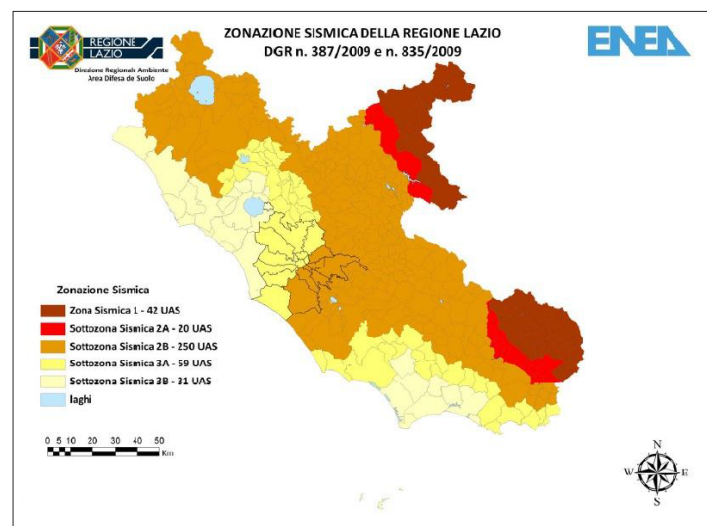 ZONAZIONE SISMICA DELLA REGIONE LAZIO
DGR n. 387/2009 e n. 835/2009
REGIONE
LAZIO
Direzione Regionale Ambiente
Area Difesa de Suolo
ENEA
Zonazione Sismica
Zona Sismica 1 - 42 UAS
Sottozona Sismica 2A - 20 UAS
Sottozona Sismica 2B - 250 UAS
Sottozona Sismica 3A - 59 UAS
Sottozona Sismica 3B - 31 UAS
laghi
0 5 10 20 30 40 50
Km
N
W E
S